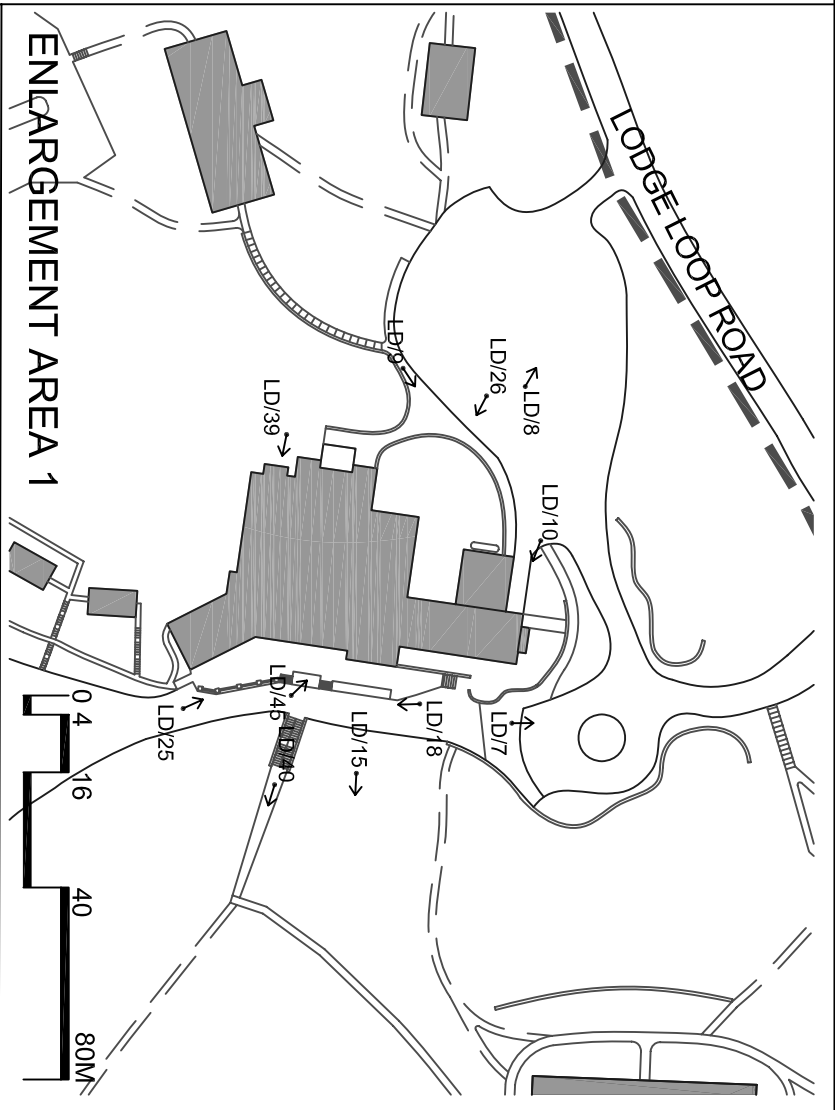 ENLARGEMENT AREA 1
LODGE LOOP ROAD
LD/9
LD/26
LD/8
LD/39
LD/10
LD/45
LD/40
LD/25
LD/15
LD/18
LD/7
0 4 16 40 80M